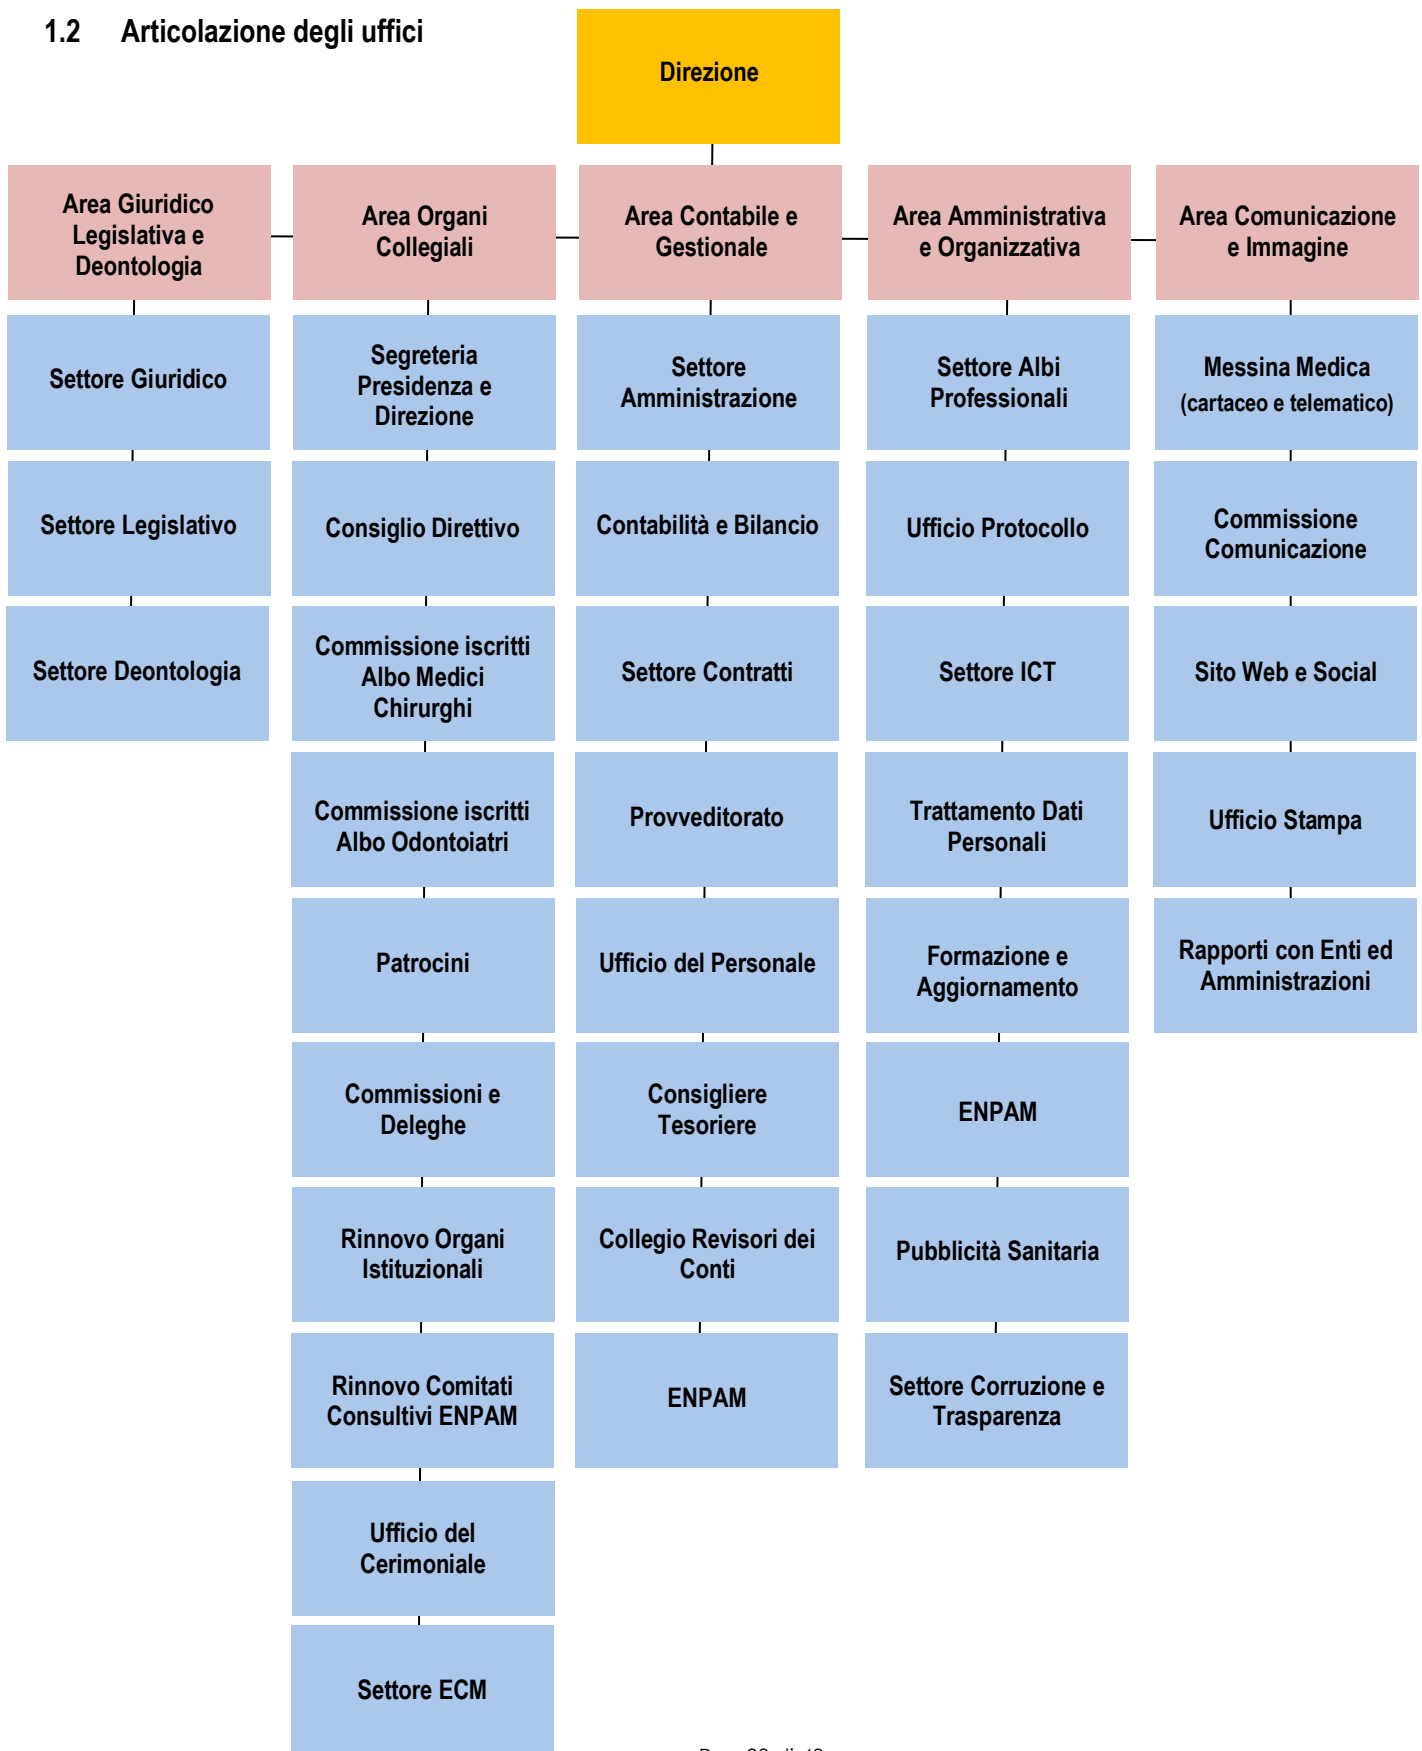 1.2 Articolazione degli uffici
Direzione
Area Giuridico
Legislativa e
Deontologia
Area Organi
Collegiali
Area Contabile e
Gestionale
Area Amministrativa
e Organizzativa
Area Comunicazione
e Immagine
Settore Giuridico
Settore Legislativo
Settore Deontologia
Segreteria
Presidenza e
Direzione
Consiglio Direttivo
Commissione iscritti
Albo Medici
Chirurghi
Commissione iscritti
Albo Odontoiatri
Patrocini
Commissioni e
Deleghe
Rinnovo Organi
Istituzionali
Rinnovo Comitati
Consultivi ENPAM
Ufficio del
Cerimoniale
Settore ECM
Settore
Amministrazione
Contabilità e Bilancio
Settore Contratti
Provveditorato
Ufficio del Personale
Consigliere
Tesoriere
Collegio Revisori dei
Conti
ENPAM
Settore Albi
Professionali
Ufficio Protocollo
Settore ICT
Trattamento Dati
Personali
Formazione e
Aggiornamento
ENPAM
Pubblicità Sanitaria
Settore Corruzione e
Trasparenza
Messina Medica
(cartaceo e telematico)
Commissione
Comunicazione
Sito Web e Social
Ufficio Stampa
Rapporti con Enti ed
Amministrazioni